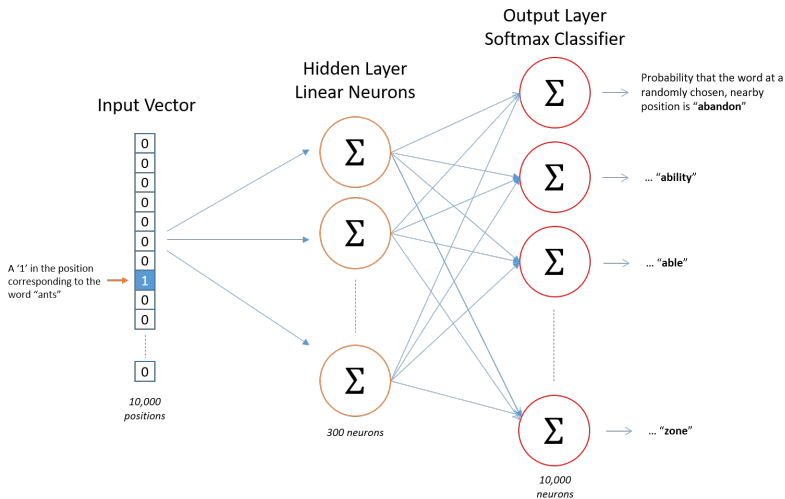 Output Layer
Softmax Classifier
Hidden Layer
Linear Neurons
Input Vector
0
0
0
0
0
0
0
1
0
0
0
A ‘1’ in the position
corresponding to the
word “ants”
10,000
positions
Σ
Σ
Σ
300 neurons
Σ
Σ
Σ
Σ
10,000
neurons
Probability that the word at a
randomly chosen, nearby
position is “abandon”
... “ability”
... “able”
... “zone”